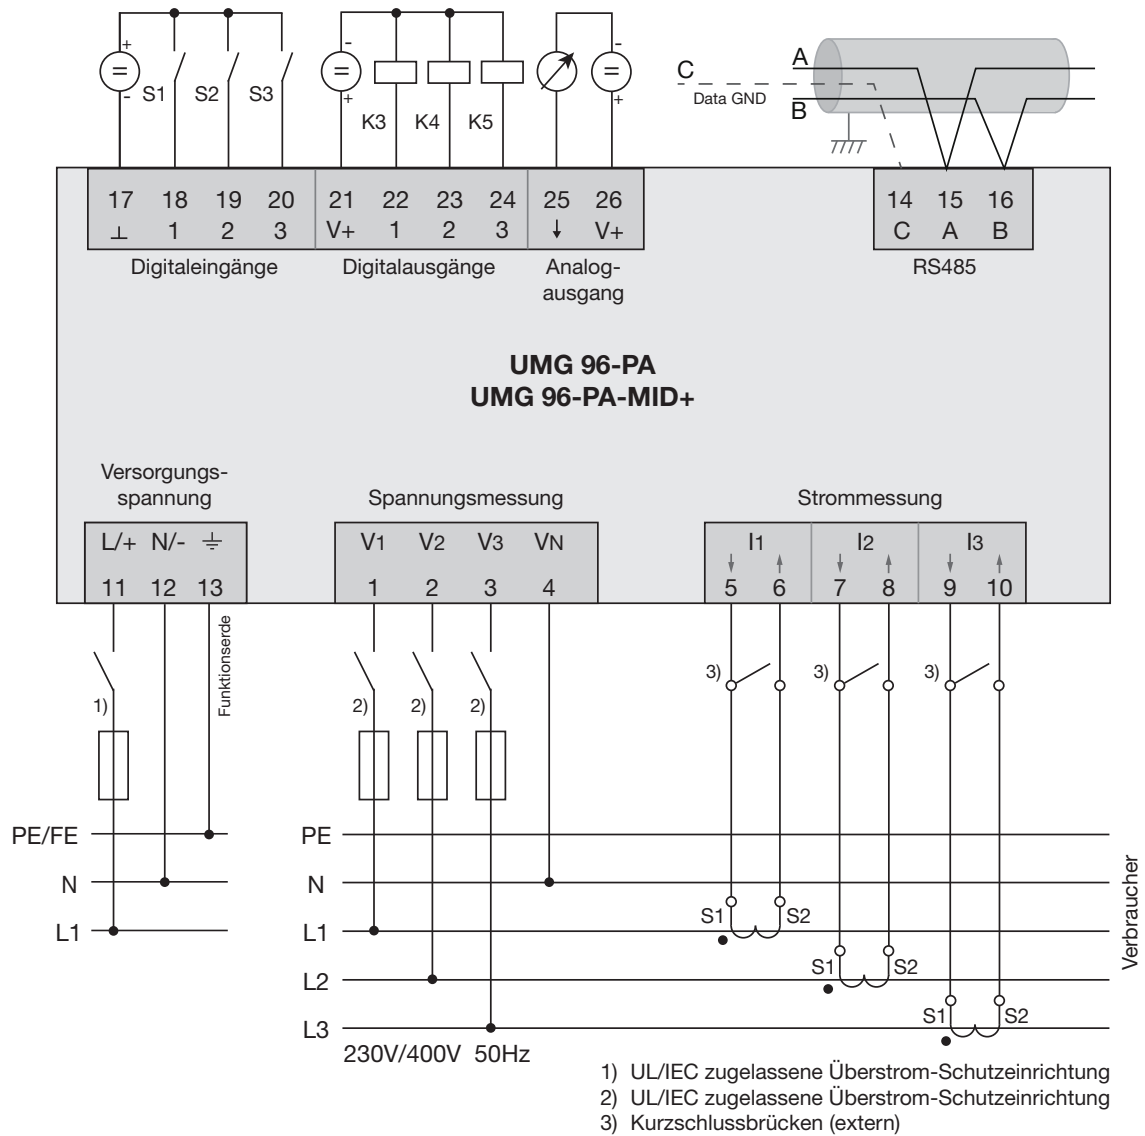 + - + A
= = = C
- S1 S2 S3 + + Data GND
B
K3 K4 K5
17 18 19 20 21 22 23 24 25 26 14 15 16
⊥ 1 2 3 V+ 1 2 3 ↓ V+ C A B
Digitaleingänge Digitalausgänge Analog-
ausgang
RS485
UMG 96-PA
UMG 96-PA-MID+
Versorgungs-
spannung
Spannungsmessung
Strommessung
L/+ N/- V1 V2 V3 VN I1 I2 I3
11 12 13 1 2 3 4 5 6 7 8 9 10
Funktionserde
3) 3) 3)
1) 2) 2) 2)
PE/FE PE
N N
S1 S2
L1 L1
S1 S2
L2
S1 S2
L3
Verbraucher
230V/400V 50Hz
1) UL/IEC zugelassene Überstrom-Schutzeinrichtung
2) UL/IEC zugelassene Überstrom-Schutzeinrichtung
3) Kurzschlussbrücken (extern)